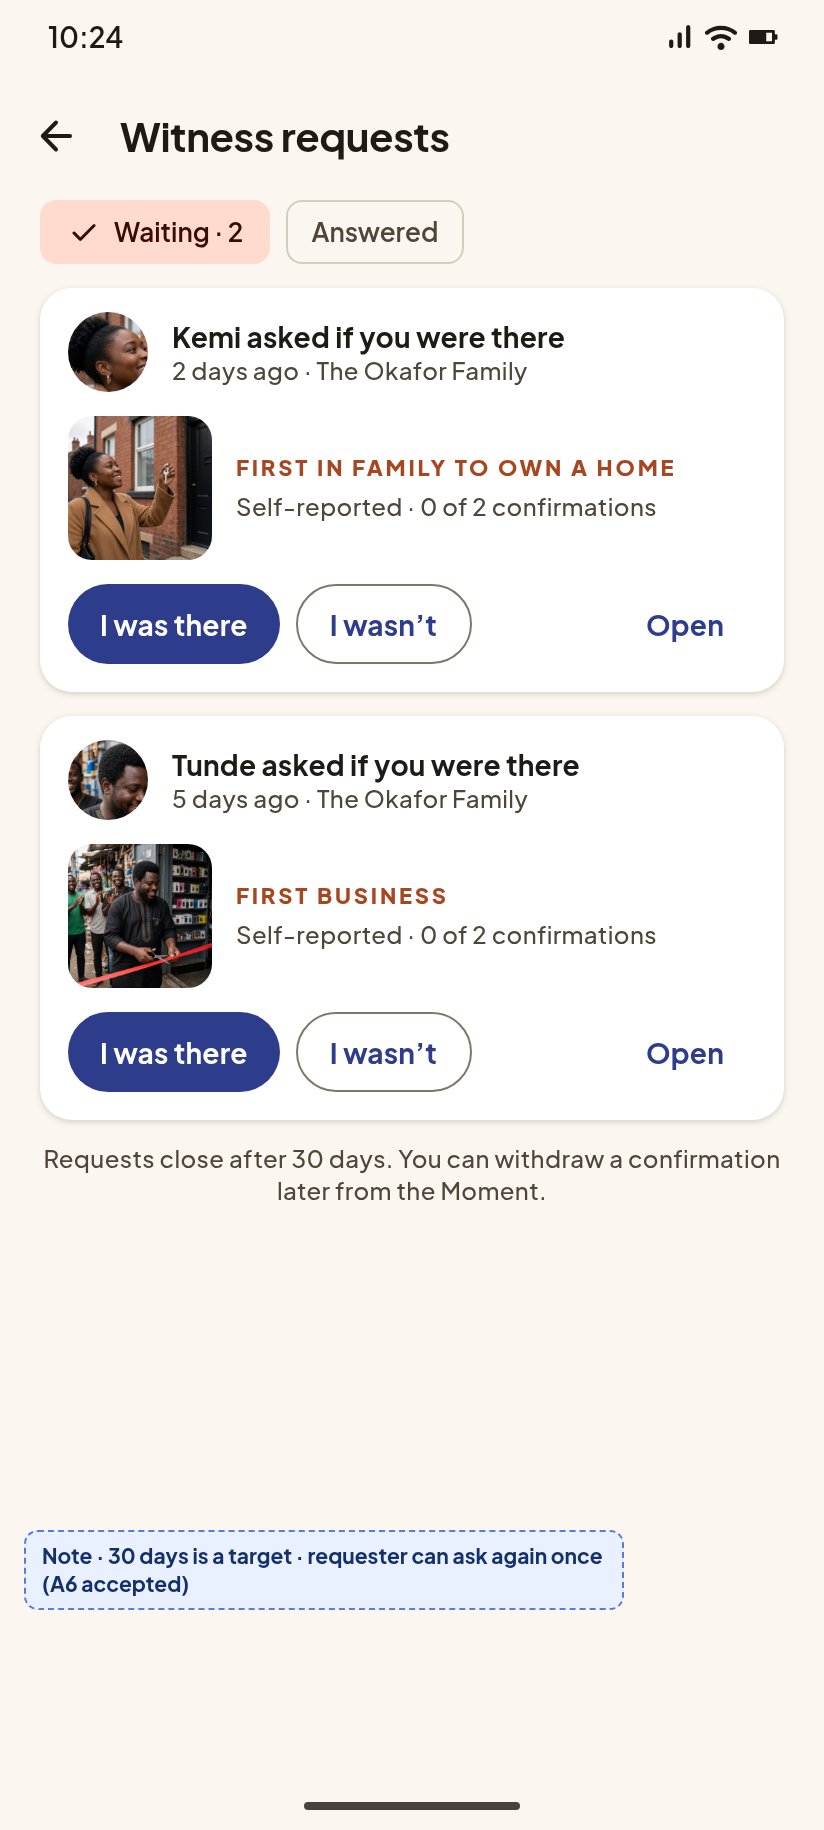 10:24
Witness requests
Waiting · 2
Answered
Kemi asked if you were there
2 days ago · The Okafor Family
FIRST IN FAMILY TO OWN A HOME
Self-reported · 0 of 2 confirmations
I was there
I wasn’t
Open
Tunde asked if you were there
5 days ago · The Okafor Family
FIRST BUSINESS
Self-reported · 0 of 2 confirmations
I was there
I wasn’t
Open
Requests close after 30 days. You can withdraw a confirmation
later from the Moment.
Note · 30 days is a target · requester can ask again once
(A6 accepted)